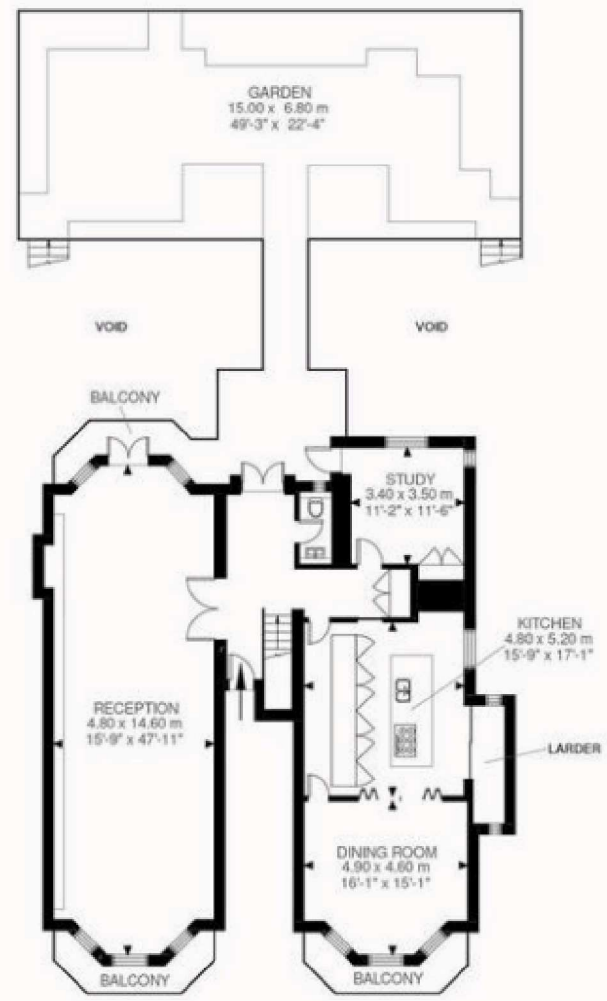 GARDEN
15.00 x 6.80 m
49'-3" x 22'-4"
VOID
VOID
BALCONY
STUDY
3.40 x 3.50 m
11'-2" x 11'-6"
KITCHEN
4.80 x 5.20 m
15'-9" x 17'-1"
RECEPTION
4.80 x 14.60 m
15'-9" x 47'-11"
LARDER
DINING ROOM
4.90 x 4.60 m
16'-1" x 15'-1"
BALCONY
BALCONY